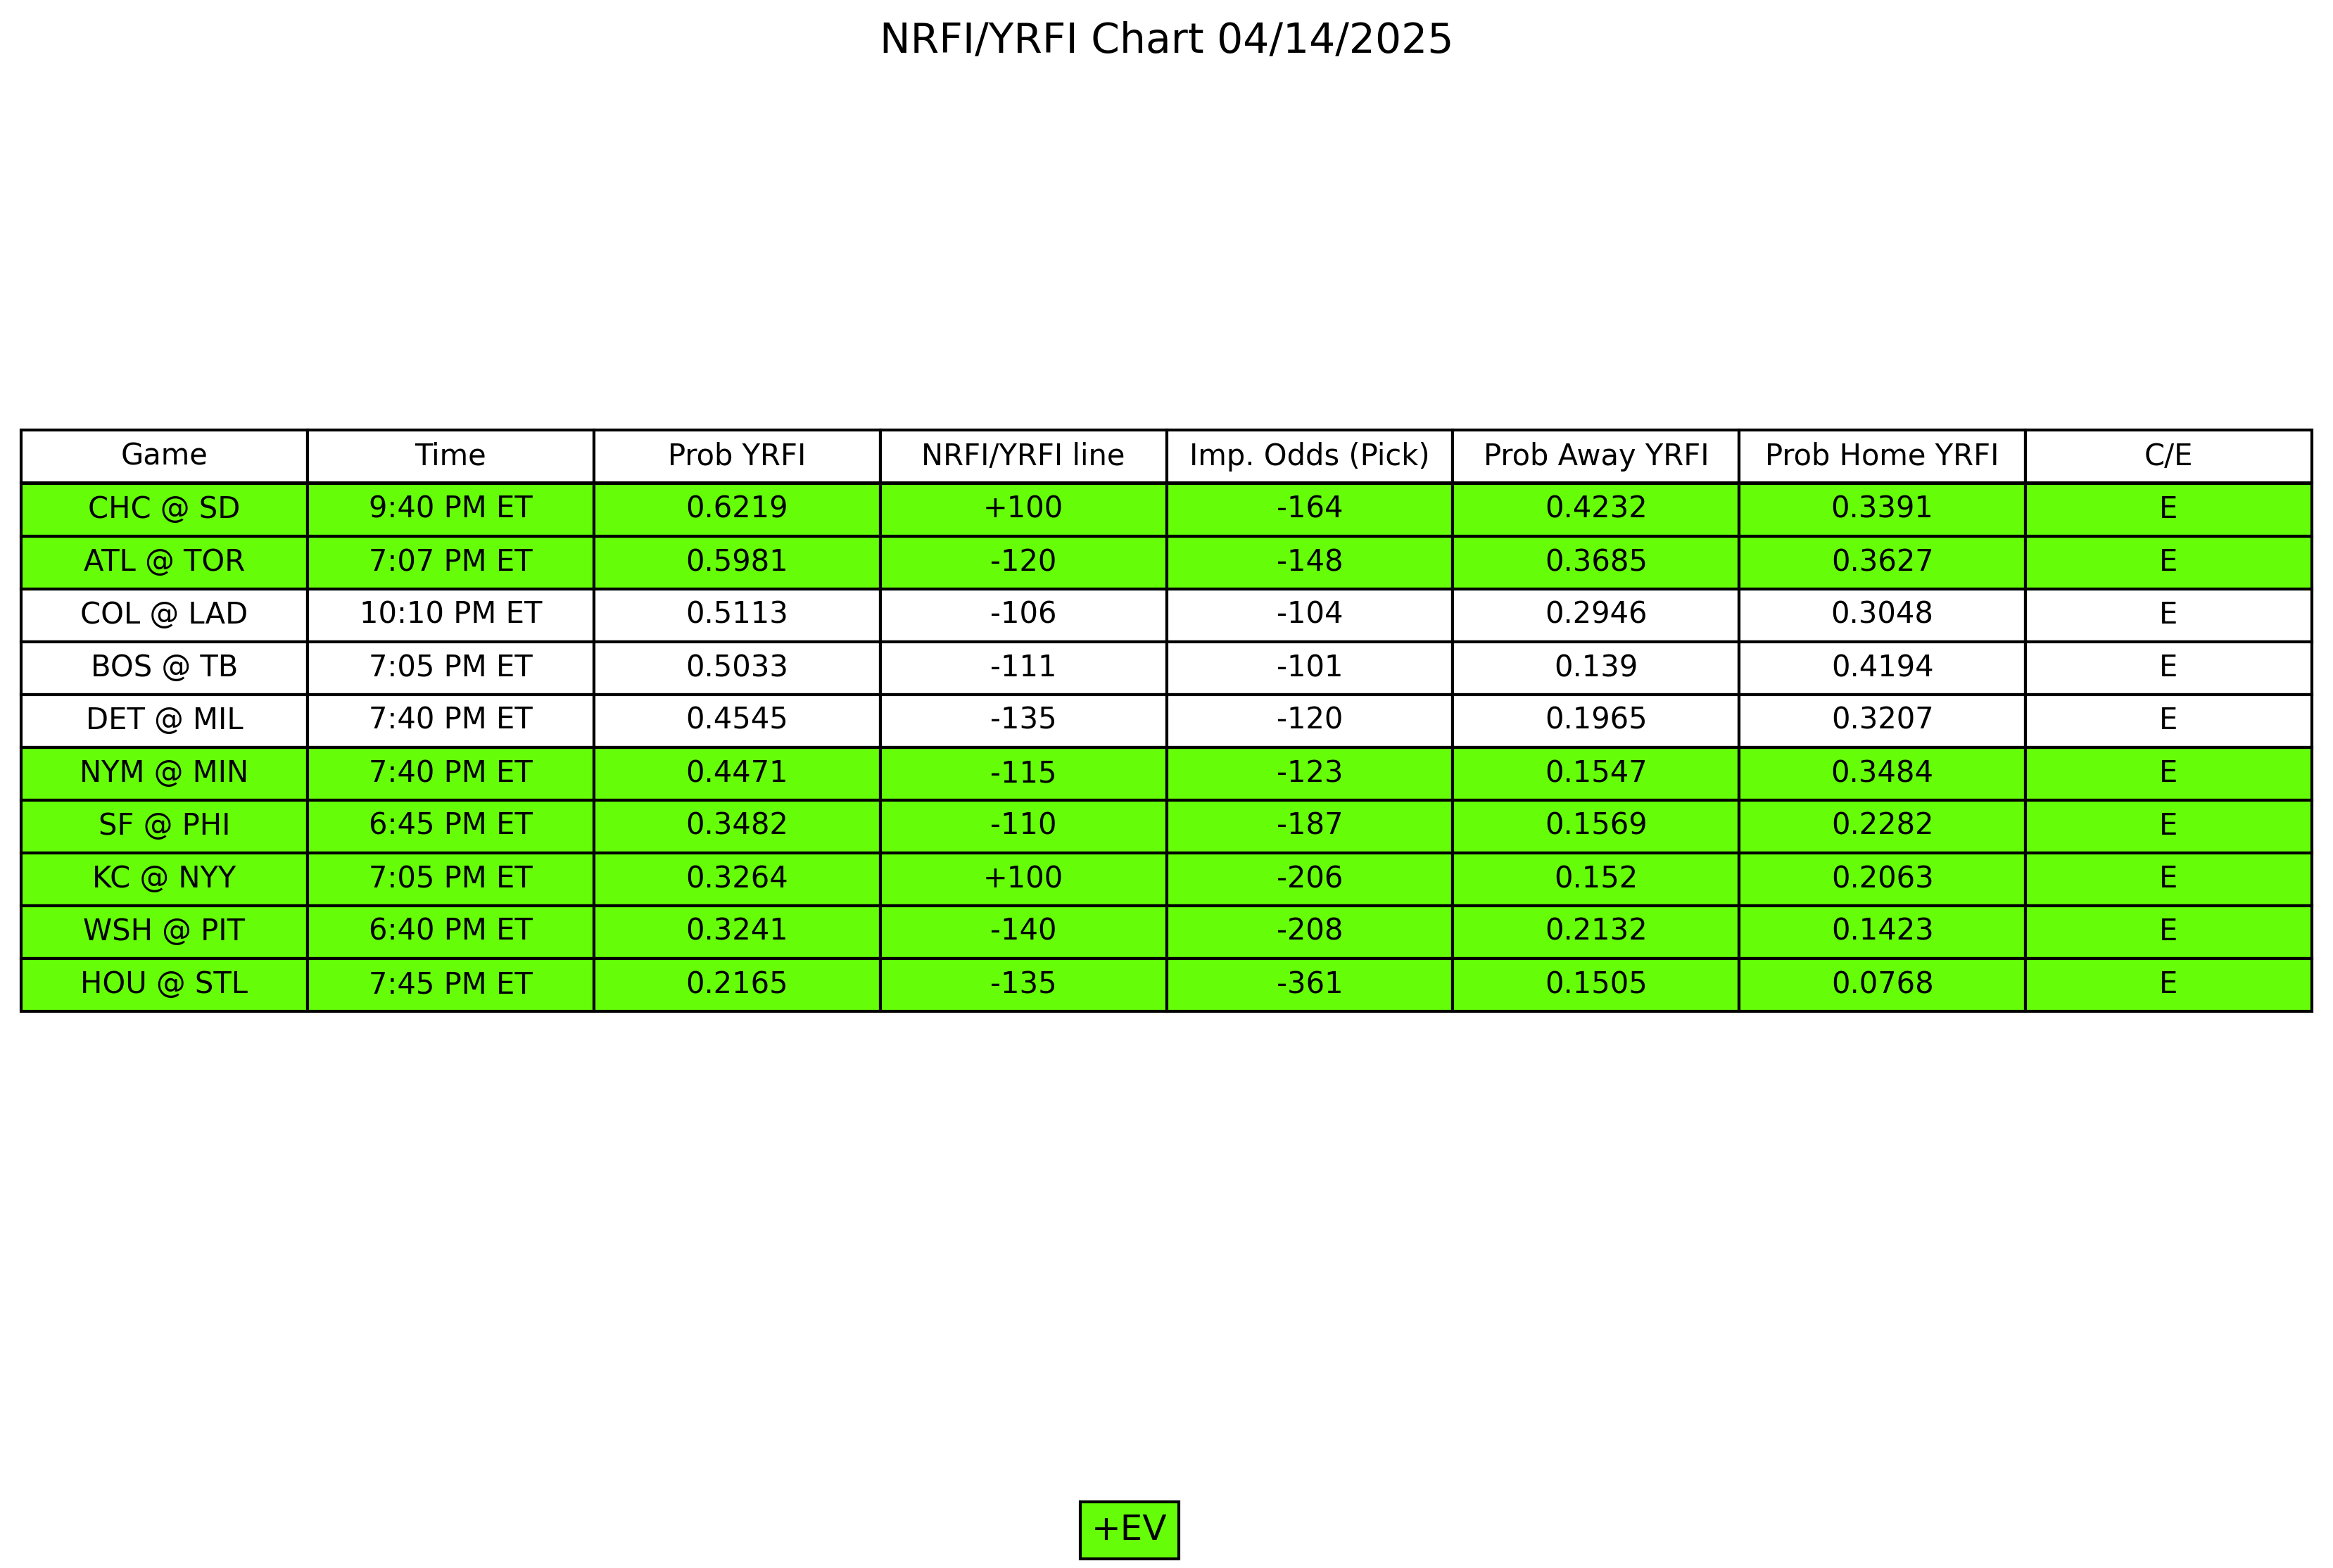 NRFI/YRFI Chart 04/14/2025
Game Time Prob YRFI NRFI/YRFI line Imp. Odds (Pick) Prob Away YRFI Prob Home YRFI C/E
CHC @ SD 9:40 PM ET 0.6219 +100 -164 0.4232 0.3391 E
ATL @ TOR 7:07 PM ET 0.5981 -120 -148 0.3685 0.3627 E
COL @ LAD 10:10 PM ET 0.5113 -106 -104 0.2946 0.3048 E
BOS @ TB 7:05 PM ET 0.5033 -111 -101 0.139 0.4194 E
DET @ MIL 7:40 PM ET 0.4545 -135 -120 0.1965 0.3207 E
NYM @ MIN 7:40 PM ET 0.4471 -115 -123 0.1547 0.3484 E
SF @ PHI 6:45 PM ET 0.3482 -110 -187 0.1569 0.2282 E
KC @ NYY 7:05 PM ET 0.3264 +100 -206 0.152 0.2063 E
WSH @ PIT 6:40 PM ET 0.3241 -140 -208 0.2132 0.1423 E
HOU @ STL 7:45 PM ET 0.2165 -135 -361 0.1505 0.0768 E
+EV